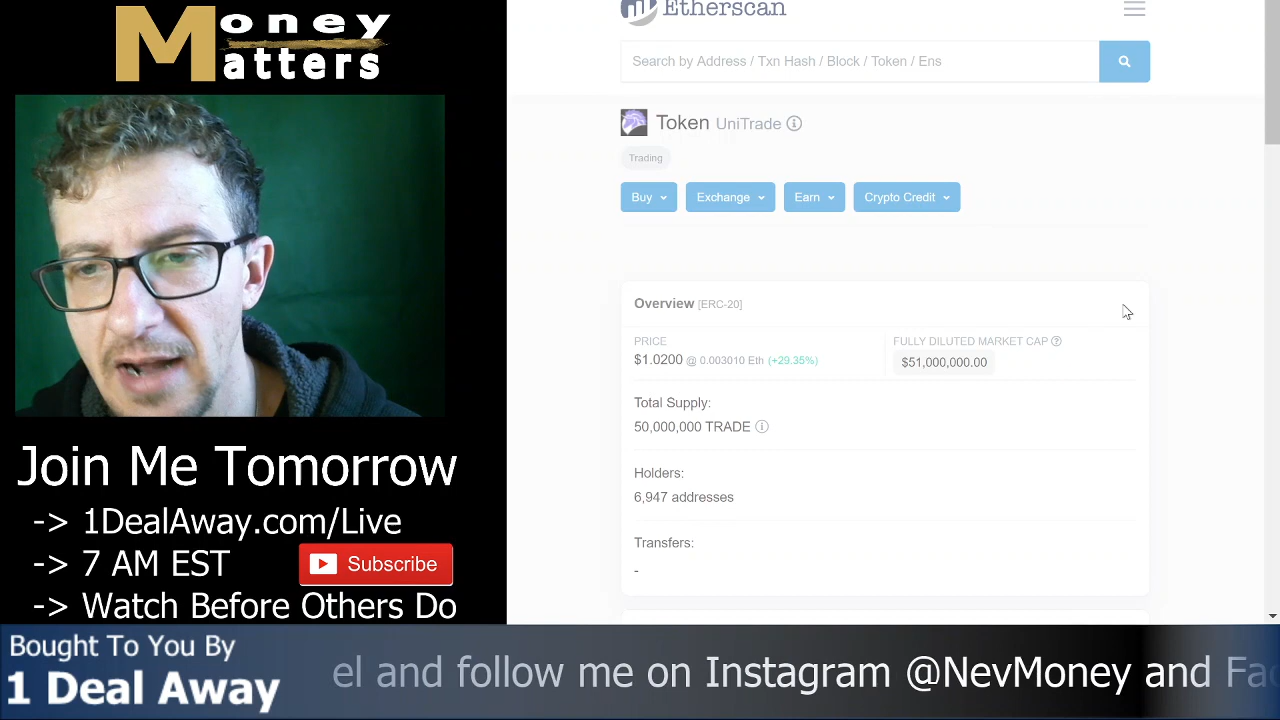 Money
Matters
Join Me Tomorrow
-> 1DealAway.com/Live
-> 7 AM EST
Subscribe
-> Watch Before Others Do
Etherscan
Search by Address / Txn Hash / Block / Token / Ens
Token UniTrade
Trading
Buy
Exchange
Earn
Crypto Credit
Overview [ERC-20]
PRICE
$1.0200 @ 0.003010 Eth (+29.35%)
FULLY DILUTED MARKET CAP
$51,000,000.00
Total Supply:
50,000,000 TRADE
Holders:
6,947 addresses
Transfers:
-
Bought To You By
1 Deal Away
el and follow me on Instagram @NevMoney and Fac